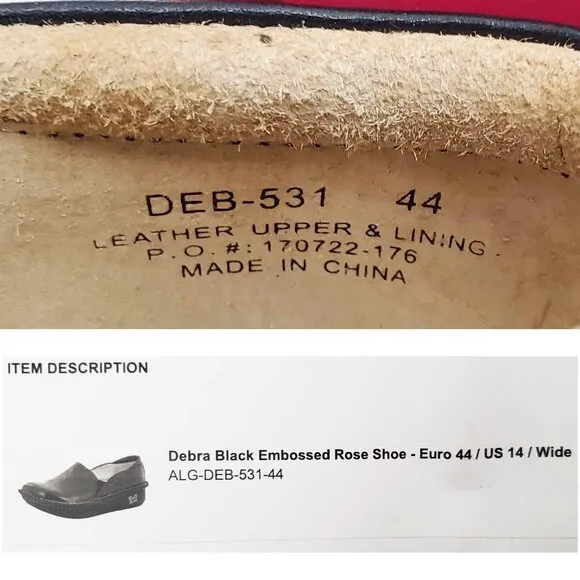 DEB-531 44
LEATHER UPPER & LINING.
P.O.#: 170722-176
MADE IN CHINA
ITEM DESCRIPTION
Debra Black Embossed Rose Shoe - Euro 44 / US 14 / Wide
ALG-DEB-531-44